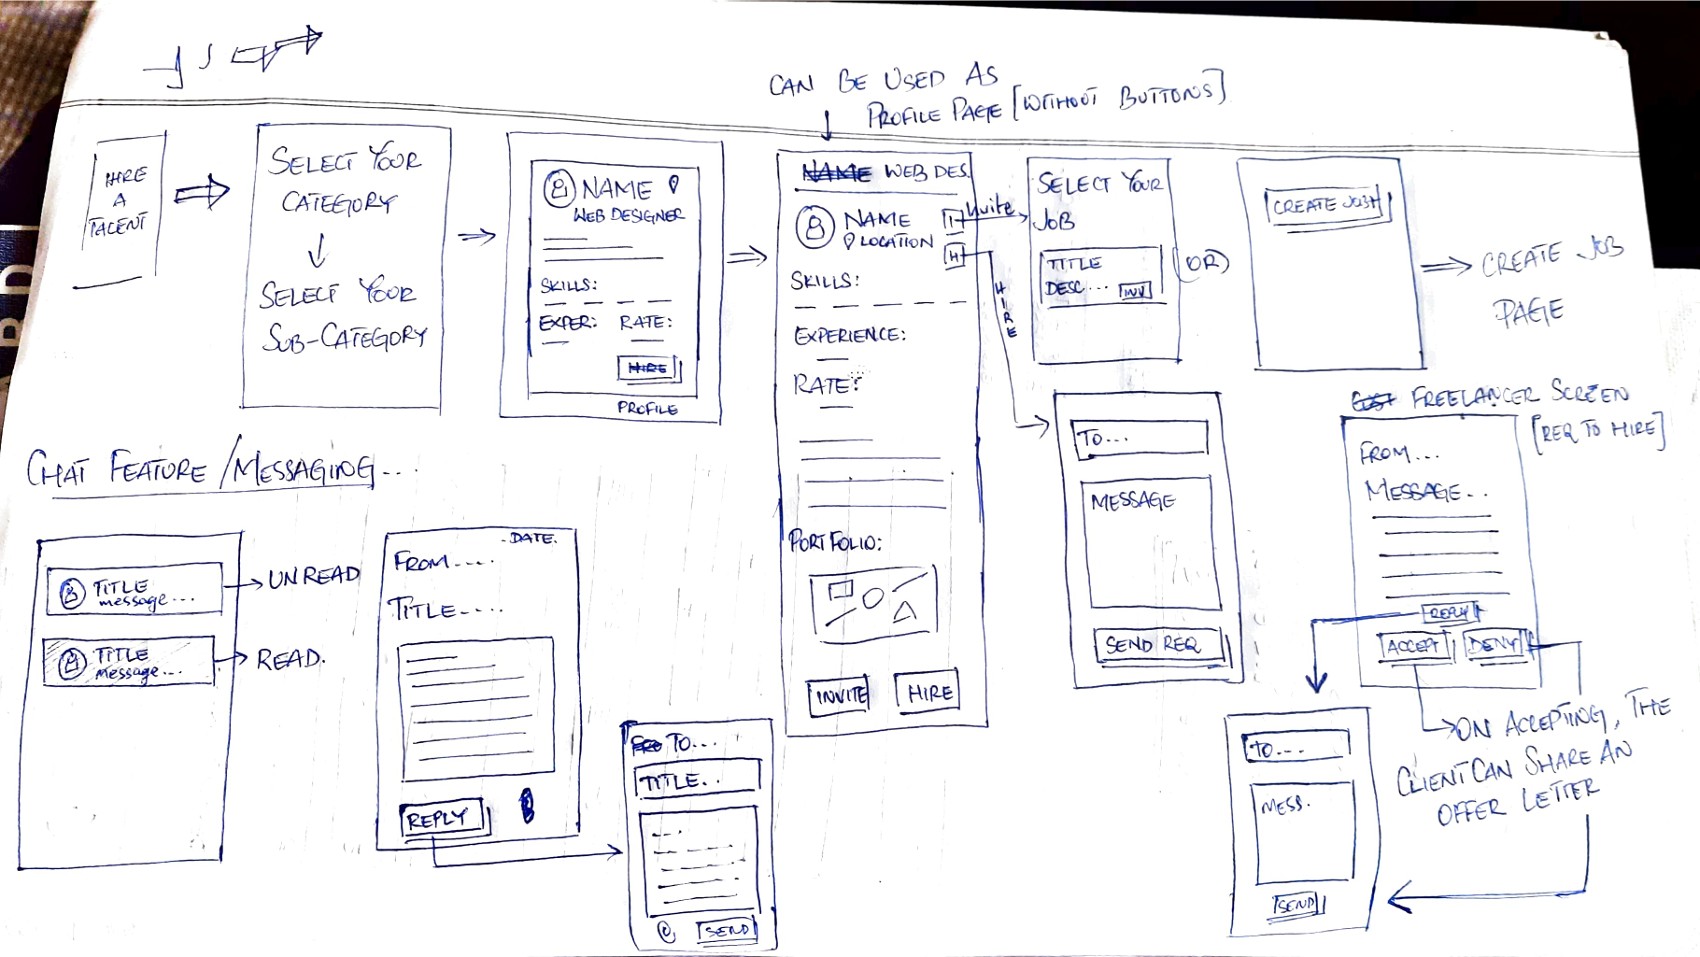 CAN BE USED AS
PROFILE PAGE [WITHOUT BUTTONS]
HIRE
A
TALENT
SELECT YOUR
CATEGORY
SELECT YOUR
SUB-CATEGORY
NAME
WEB DESIGNER
SKILLS:
EXPER: RATE:
HIRE
PROFILE
NAME WEB DES.
NAME
LOCATION
I
H
Invite
HIRE
SKILLS:
EXPERIENCE:
RATE:
PORTFOLIO:
INVITE HIRE
SELECT YOUR
JOB
TITLE
DESC... INV
(OR)
CREATE JOB
CREATE JOB
PAGE
TO...
MESSAGE
SEND REQ
FREELANCER SCREEN
[REQ TO HIRE]
FROM...
MESSAGE...
REPLY
ACCEPT DENY
ON ACCEPTING, THE
CLIENT CAN SHARE AN
OFFER LETTER
TO....
MESS.
SEND
CHAT FEATURE/MESSAGING...
TITLE
message...
UNREAD
TITLE
Message...
READ.
DATE.
FROM....
TITLE....
REPLY
TO...
TITLE..
SEND